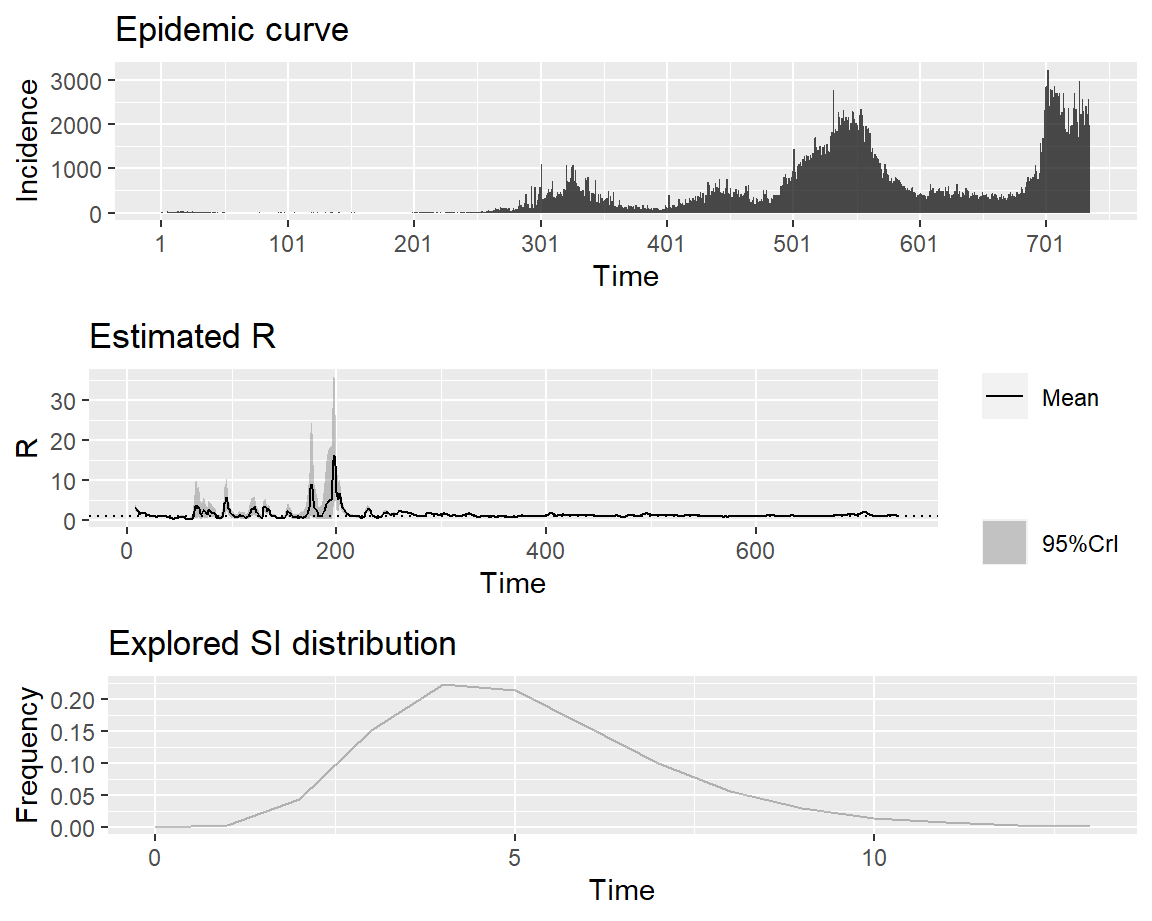 Epidemic curve
Incidence
3000
2000
1000
0
1 101 201 301 401 501 601 701
Time
Estimated R
R
30
20
10
0
0 200 400 600
Time
Mean
95%CrI
Explored SI distribution
Frequency
0.20
0.15
0.10
0.05
0.00
0 5 10
Time